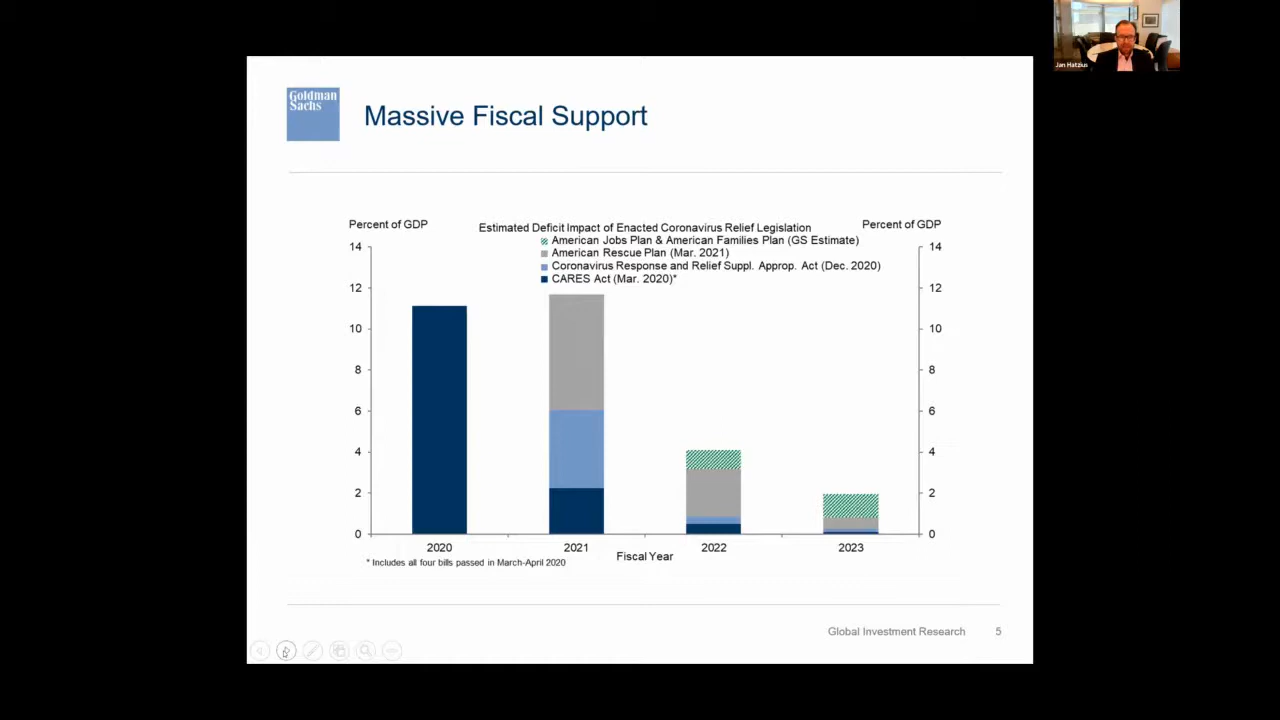 Jan Hatzius
Goldman
Sachs
Massive Fiscal Support
Percent of GDP
Estimated Deficit Impact of Enacted Coronavirus Relief Legislation
Percent of GDP
American Jobs Plan & American Families Plan (GS Estimate)
American Rescue Plan (Mar. 2021)
Coronavirus Response and Relief Suppl. Approp. Act (Dec. 2020)
CARES Act (Mar. 2020)*
14
12
10
8
6
4
2
0
14
12
10
8
6
4
2
0
2020
2021
2022
2023
Fiscal Year
* Includes all four bills passed in March-April 2020
Global Investment Research
5